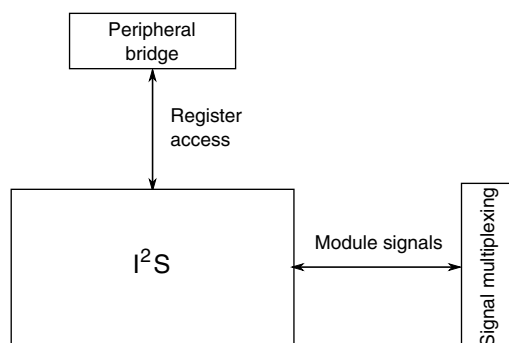 Peripheral
bridge
Register
access
I²S
Module signals
Signal multiplexing